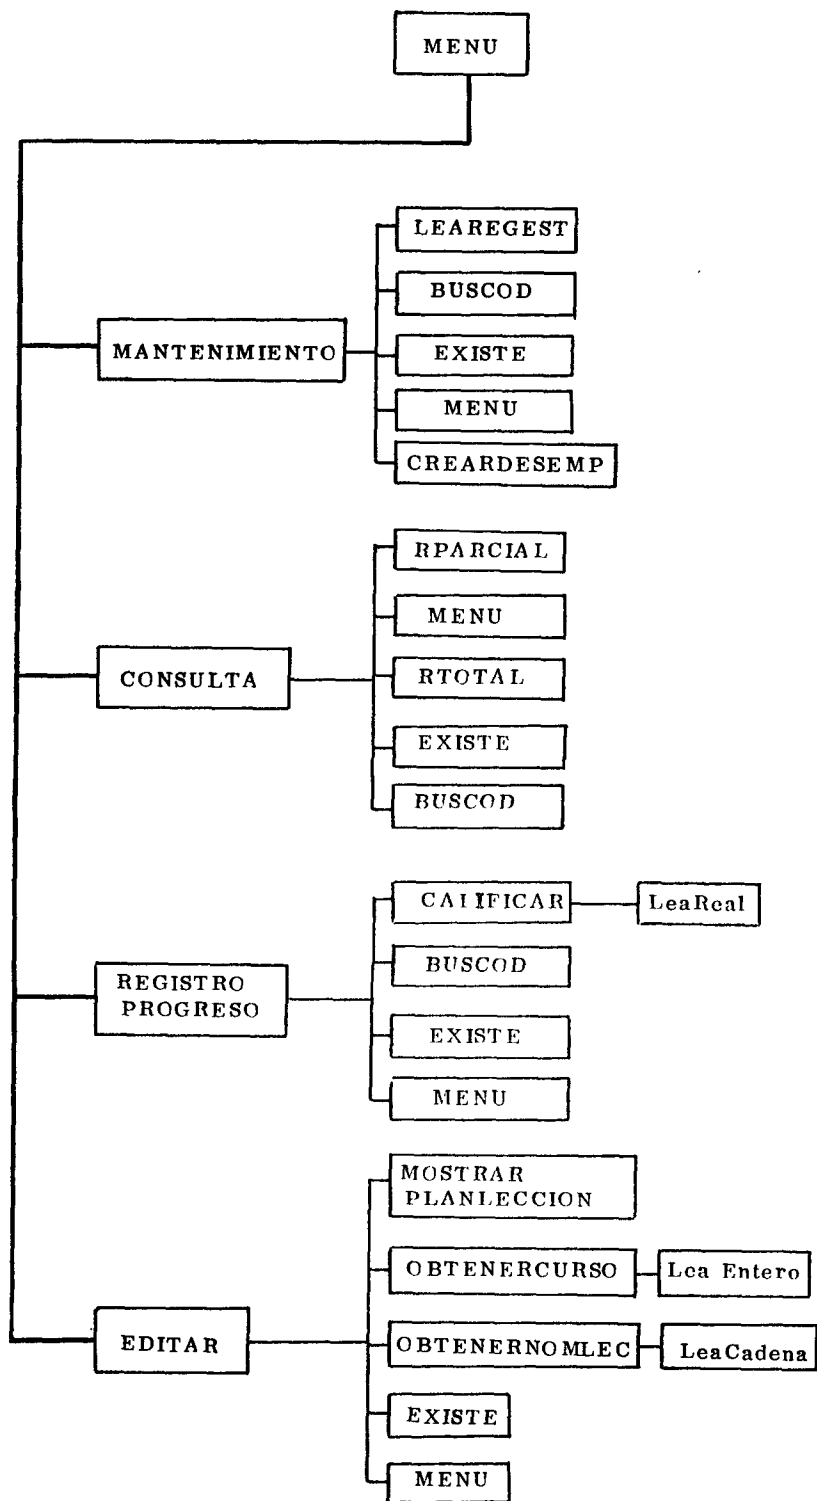 MENU
LEAREGEST
BUSCOD
MANTENIMIENTO
EXISTE
MENU
CREARDESEMP
RPARCIAL
MENU
CONSULTA
RTOTAL
EXISTE
BUSCOD
CALIFICAR
LeaReal
BUSCOD
REGISTRO
PROGRESO
EXISTE
MENU
MOSTRAR
PLANLECCION
OBTENERCURSO
Lea Entero
EDITAR
OBTENERNOMLEC
LeaCadena
EXISTE
MENU